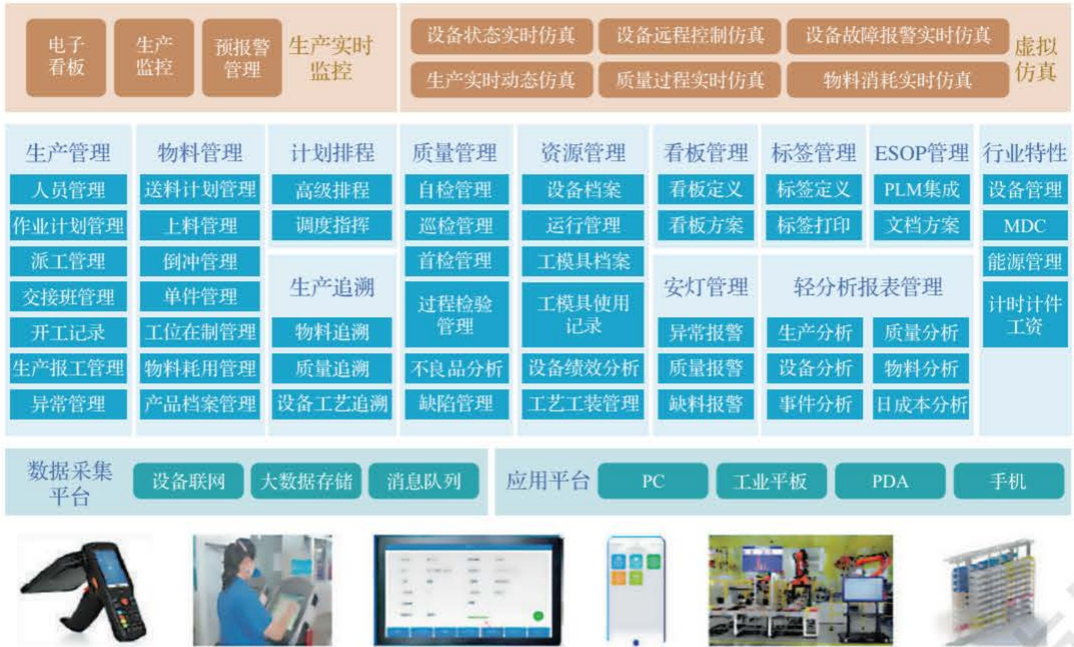 电子
看板
生产
监控
预报警
管理
生产实时
监控
设备状态实时仿真
设备远程控制仿真
设备故障报警实时仿真
生产实时动态仿真
质量过程实时仿真
物料消耗实时仿真
虚拟
仿真
生产管理
人员管理
作业计划管理
派工管理
交接班管理
开工记录
生产报工管理
异常管理
物料管理
送料计划管理
上料管理
倒冲管理
单件管理
工位在制管理
物料耗用管理
产品档案管理
计划排程
高级排程
调度指挥
生产追溯
物料追溯
质量追溯
设备工艺追溯
质量管理
自检管理
巡检管理
首检管理
过程检验
管理
不良品分析
缺陷管理
资源管理
设备档案
运行管理
工模具档案
工模具使用
记录
设备绩效分析
工艺工装管理
看板管理
看板定义
看板方案
标签管理
标签定义
标签打印
ESOP管理
PLM集成
文档方案
安灯管理
异常报警
质量报警
缺料报警
轻分析报表管理
生产分析
质量分析
设备分析
物料分析
事件分析
日成本分析
行业特性
设备管理
MDC
能源管理
计时计件
工资
数据采集
平台
设备联网
大数据存储
消息队列
应用平台
PC
工业平板
PDA
手机